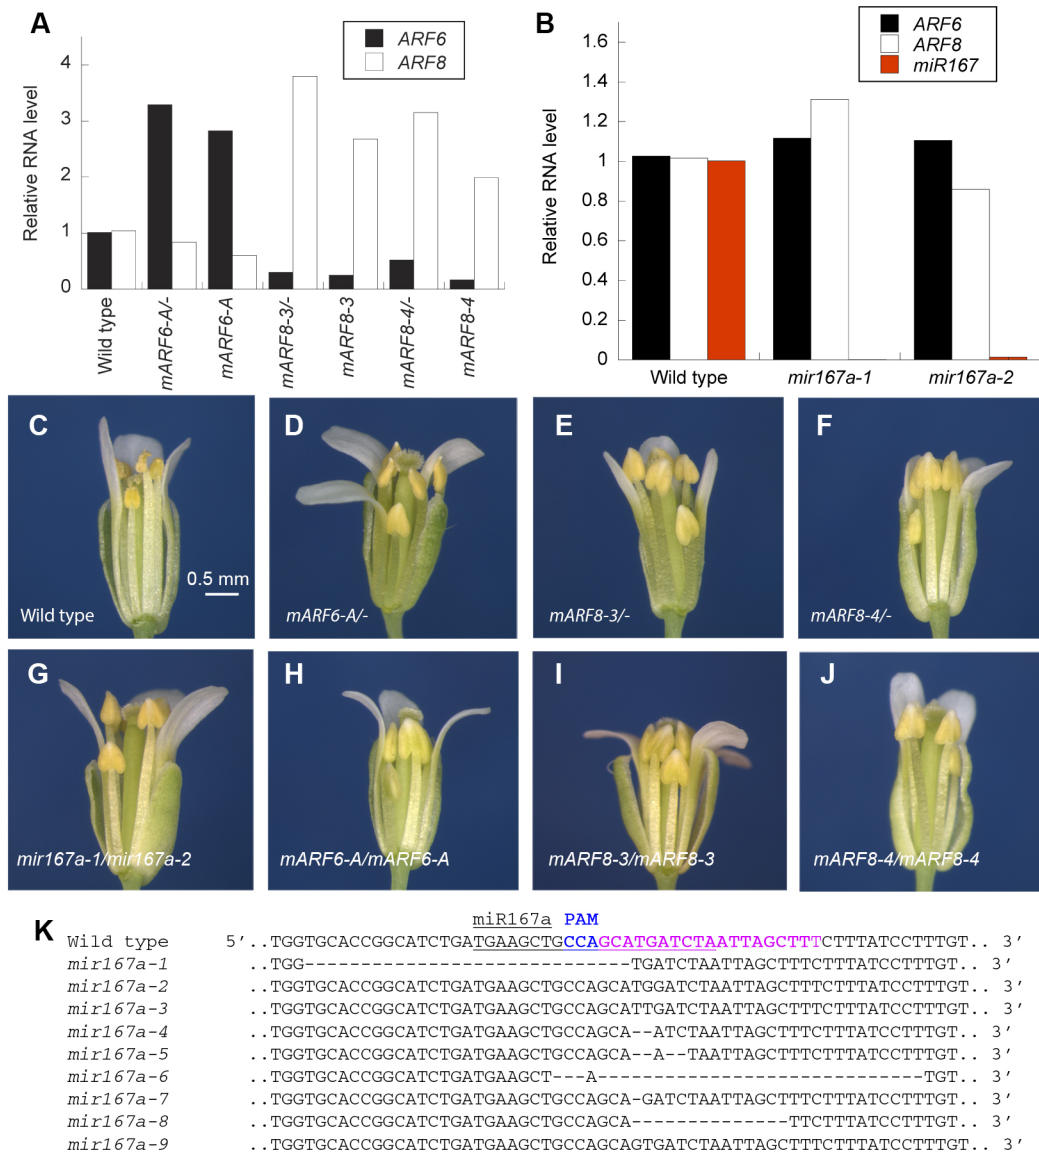 A
ARF6
ARF8
Relative RNA level
4
3
2
1
0
Wild type
mARF6-A/-
mARF6-A
mARF8-3/-
mARF8-3
mARF8-4/-
mARF8-4
B
ARF6
ARF8
miR167
Relative RNA level
1.6
1.4
1.2
1
0.8
0.6
0.4
0.2
0
Wild type mir167a-1 mir167a-2
C
0.5 mm
Wild type
D
mARF6-A/-
E
mARF8-3/-
F
mARF8-4/-
G
mir167a-1/mir167a-2
H
mARF6-A/mARF6-A
I
mARF8-3/mARF8-3
J
mARF8-4/mARF8-4
K
miR167a PAM
Wild type 5′..TGGTGCACCGGCATCTGATGAAGCTGCCAGCATGATCTAATTAGCTTTCTTTATCCTTTGT.. 3′
mir167a-1 ..TGG-----------------------------TGATCTAATTAGCTTTCTTTATCCTTTGT.. 3′
mir167a-2 ..TGGTGCACCGGCATCTGATGAAGCTGCCAGCATGGATCTAATTAGCTTTCTTTATCCTTTGT.. 3′
mir167a-3 ..TGGTGCACCGGCATCTGATGAAGCTGCCAGCATTGATCTAATTAGCTTTCTTTATCCTTTGT.. 3′
mir167a-4 ..TGGTGCACCGGCATCTGATGAAGCTGCCAGCA--ATCTAATTAGCTTTCTTTATCCTTTGT.. 3′
mir167a-5 ..TGGTGCACCGGCATCTGATGAAGCTGCCAGCA--A--TAATTAGCTTTCTTTATCCTTTGT.. 3′
mir167a-6 ..TGGTGCACCGGCATCTGATGAAGCT---A-----------------------------TGT.. 3′
mir167a-7 ..TGGTGCACCGGCATCTGATGAAGCTGCCAGCA-GATCTAATTAGCTTTCTTTATCCTTTGT.. 3′
mir167a-8 ..TGGTGCACCGGCATCTGATGAAGCTGCCAGCA--------------TTCTTTATCCTTTGT.. 3′
mir167a-9 ..TGGTGCACCGGCATCTGATGAAGCTGCCAGCAGTGATCTAATTAGCTTTCTTTATCCTTTGT.. 3′